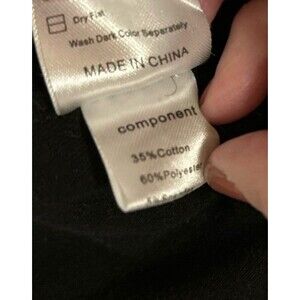 Dry Flat
Wash Dark Color Separately
MADE IN CHINA
component
35%Cotton
60%Polyester